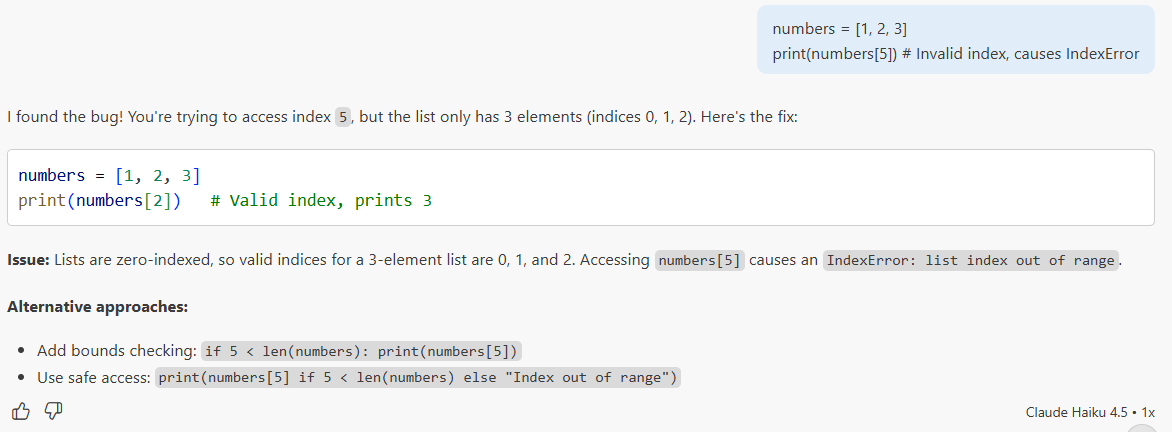 numbers = [1, 2, 3]
print(numbers[5]) # Invalid index, causes IndexError
I found the bug! You're trying to access index 5, but the list only has 3 elements (indices 0, 1, 2). Here's the fix:
numbers = [1, 2, 3]
print(numbers[2])   # Valid index, prints 3
Issue: Lists are zero-indexed, so valid indices for a 3-element list are 0, 1, and 2. Accessing numbers[5] causes an IndexError: list index out of range.
Alternative approaches:
• Add bounds checking: if 5 < len(numbers): print(numbers[5])
• Use safe access: print(numbers[5] if 5 < len(numbers) else "Index out of range")
Claude Haiku 4.5 • 1x